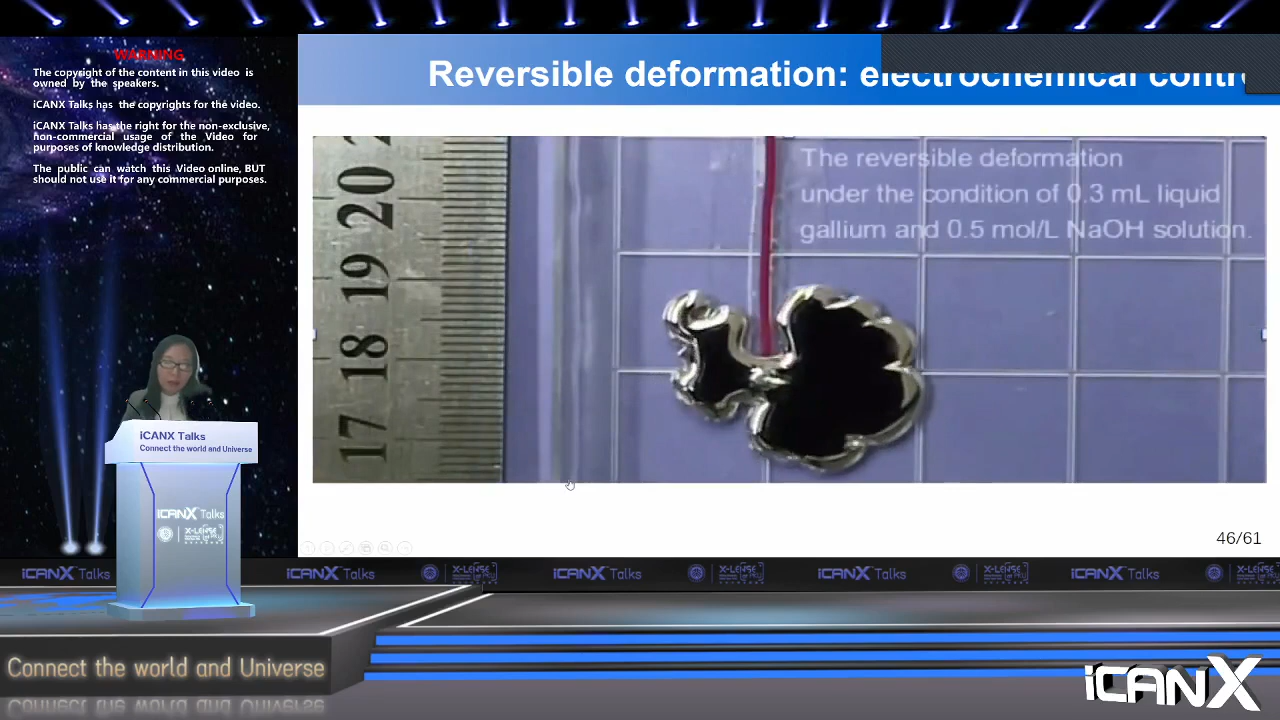 WARNING
The copyright of the content in this video is
owned by the speakers.
iCANX Talks has the copyrights for the video.
iCANX Talks has the right for the non-exclusive,
non-commercial usage of the Video for
purposes of knowledge distribution.
The public can watch this Video online, BUT
should not use it for any commercial purposes.
Reversible deformation: electrochemical
The reversible deformation
under the condition of 0.3 mL liquid
gallium and 0.5 mol/L NaOH solution.
20
19
18
17
46/61
iCANX Talks
Connect the world and Universe
iCANX Talks
X-LENSE
iCANX Talks
iCANX Talks
X-LENSE
iCANX Talks
X-LENSE
iCANX Talks
X-LENSE
iCANX Talks
X-LENSE
Connect the world and Universe
iCANX